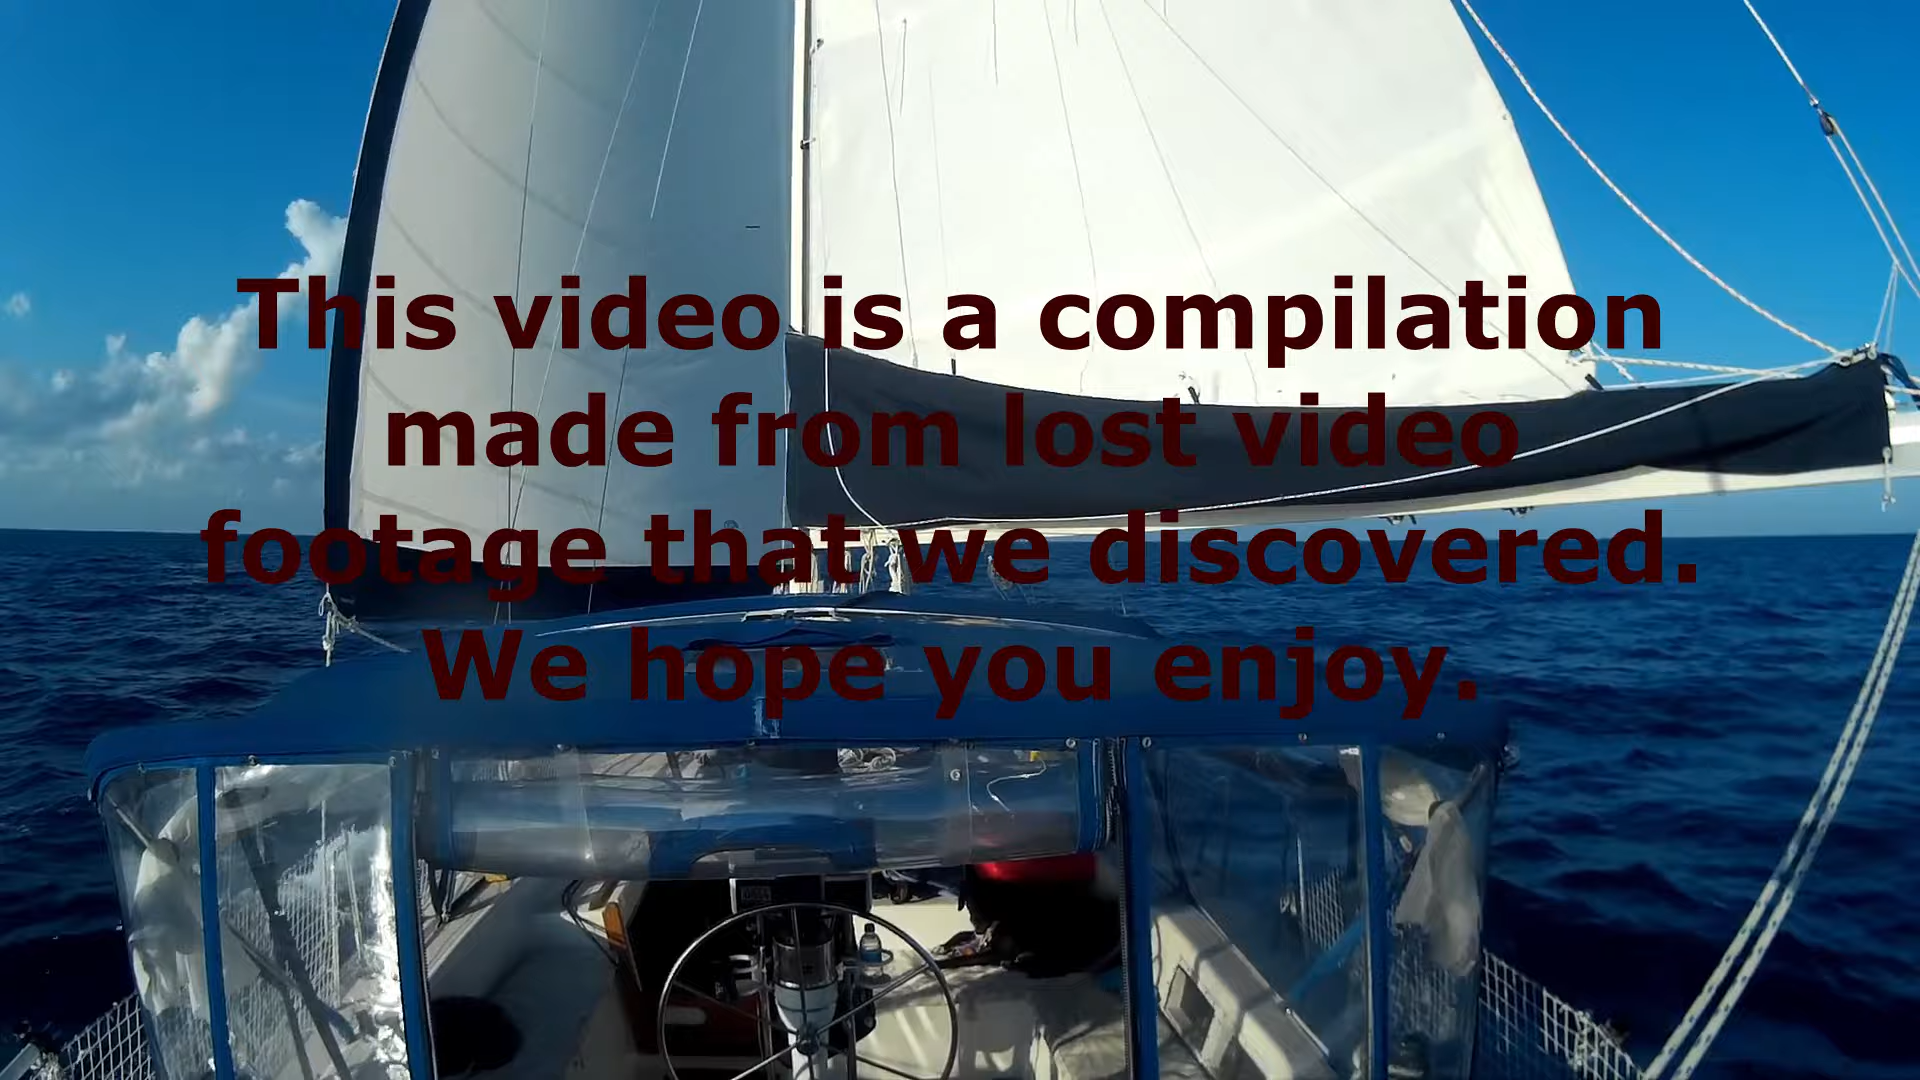 This video is a compilation
made from lost video
footage that we discovered.
We hope you enjoy.